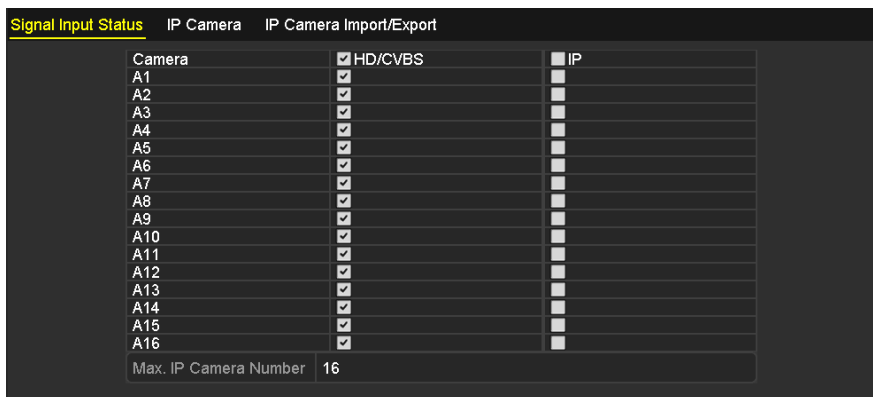 Signal Input Status IP Camera IP Camera Import/Export
Camera HD/CVBS IP
A1
A2
A3
A4
A5
A6
A7
A8
A9
A10
A11
A12
A13
A14
A15
A16
Max. IP Camera Number 16